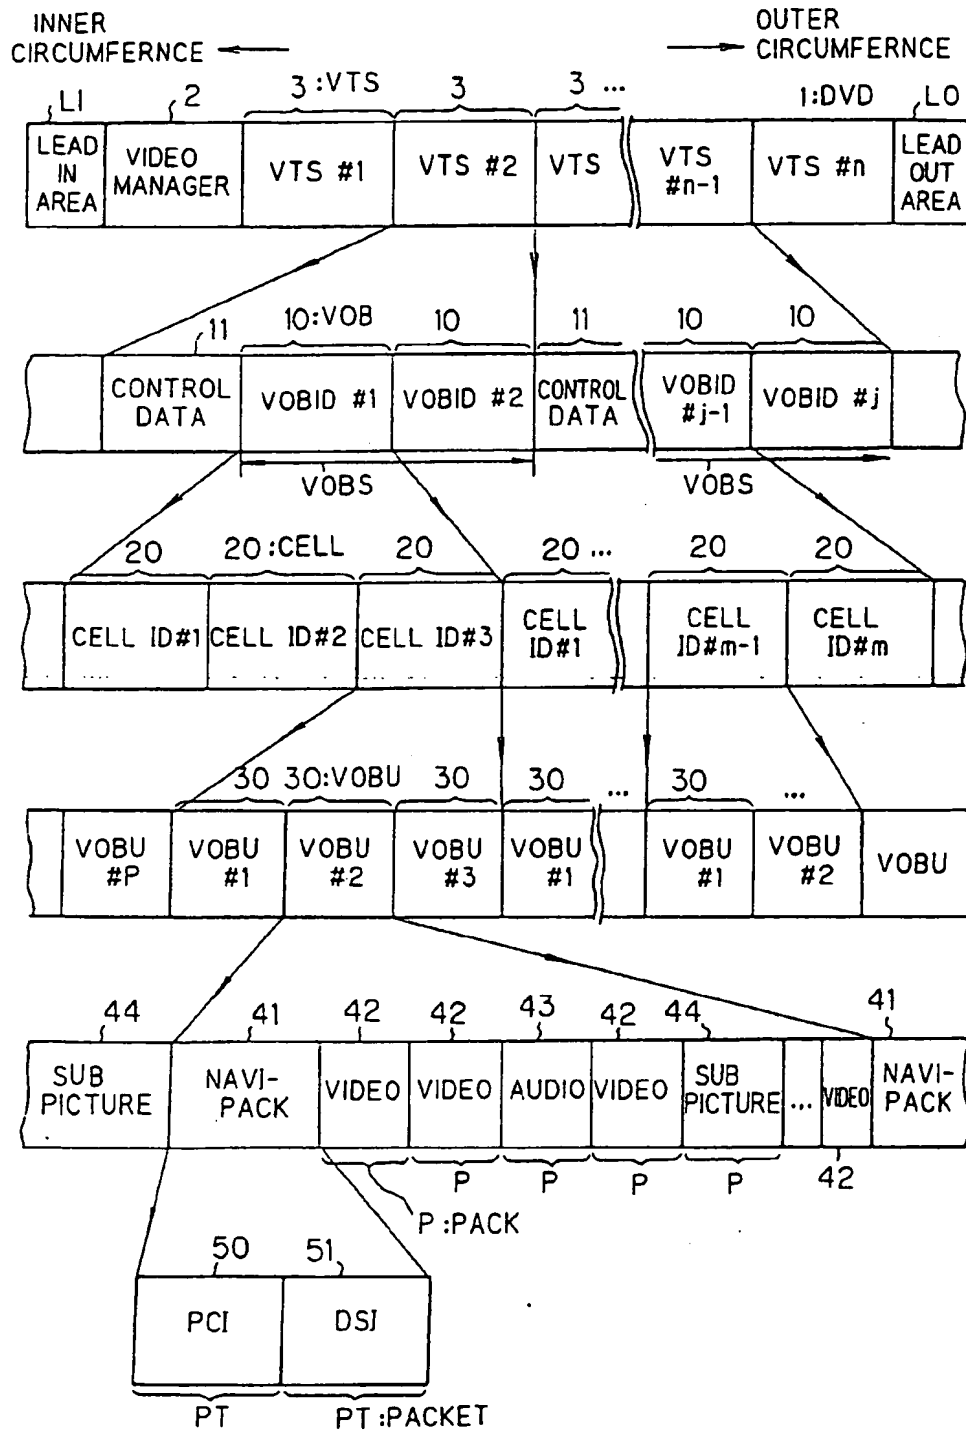 INNER
CIRCUMFERNCE
OUTER
CIRCUMFERNCE
LI 2 3 :VTS 3 3 ... 1:DVD LO
LEAD
IN
AREA
VIDEO
MANAGER
VTS #1
VTS #2
VTS
VTS
#n-1
VTS #n
LEAD
OUT
AREA
11 10:VOB 10 11 10 10
CONTROL
DATA
VOBID #1
VOBID #2
CONTROL
DATA
VOBID
#j-1
VOBID #j
VOBS
VOBS
20 20:CELL 20 20 ... 20 20
CELL ID#1
CELL ID#2
CELL ID#3
CELL
ID#1
CELL
ID#m-1
CELL
ID#m
30 30:VOBU 30 30 ... 30 ...
VOBU
#P
VOBU
#1
VOBU
#2
VOBU
#3
VOBU
#1
VOBU
#1
VOBU
#2
VOBU
44 41 42 42 43 42 44 41
SUB
PICTURE
NAVI-
PACK
VIDEO
VIDEO
AUDIO
VIDEO
SUB
PICTURE
...
VIDEO
NAVI-
PACK
P P P P 42
P :PACK
50 51
PCI
DSI
PT PT :PACKET